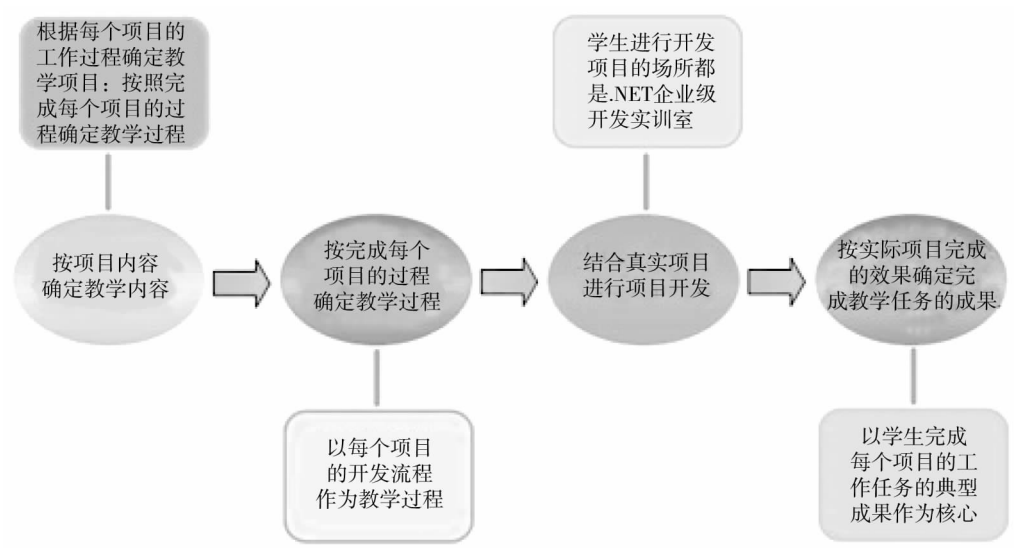 根据每个项目的
工作过程确定教
学项目：按照完
成每个项目的过
程确定教学过程
学生进行开发
项目的场所都
是.NET企业级
开发实训室
按项目内容
确定教学内容
按完成每个
项目的过程
确定教学过程
结合真实项目
进行项目开发
按实际项目完成
的效果确定完
成教学任务的成果
以每个项目
的开发流程
作为教学过程
以学生完成
每个项目的工
作任务的典型
成果作为核心